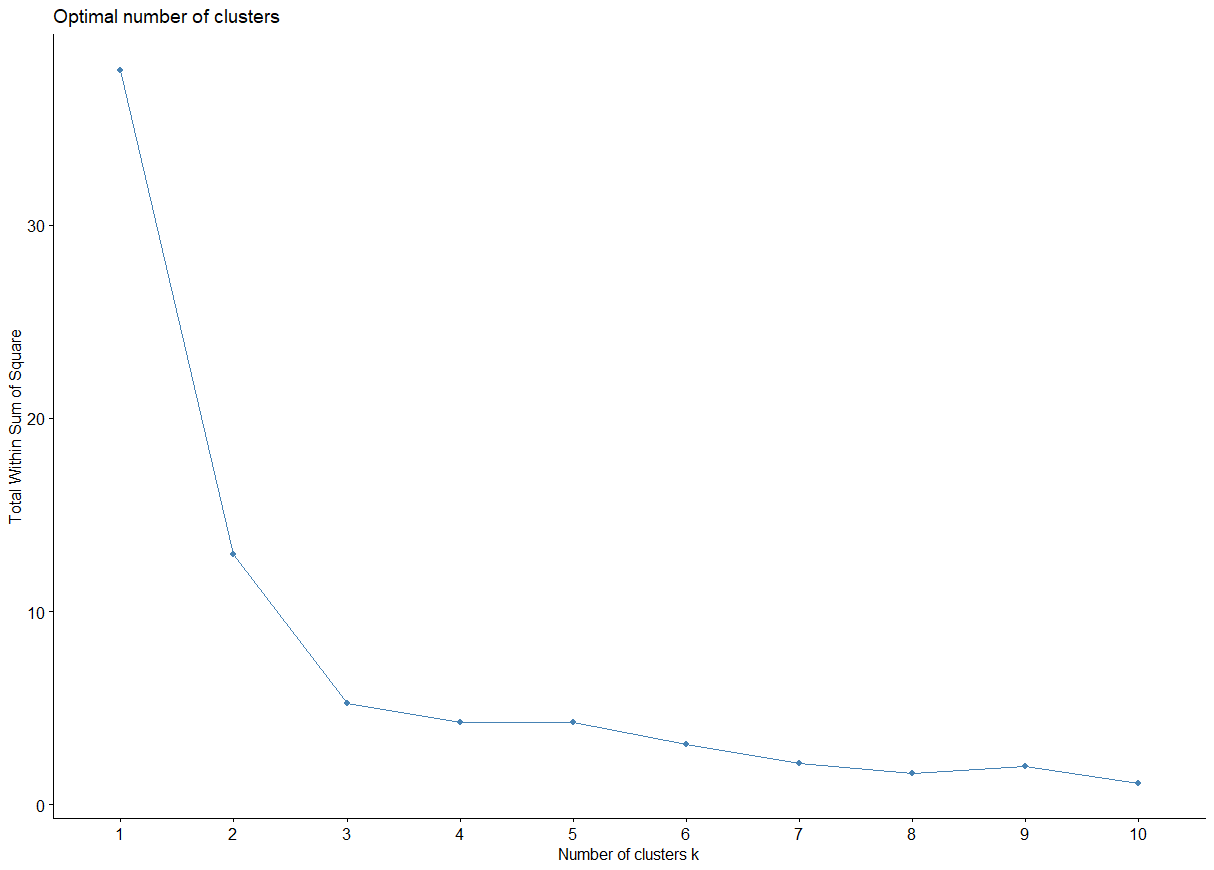 Optimal number of clusters
Total Within Sum of Square
30
20
10
0
1 2 3 4 5 6 7 8 9 10
Number of clusters k